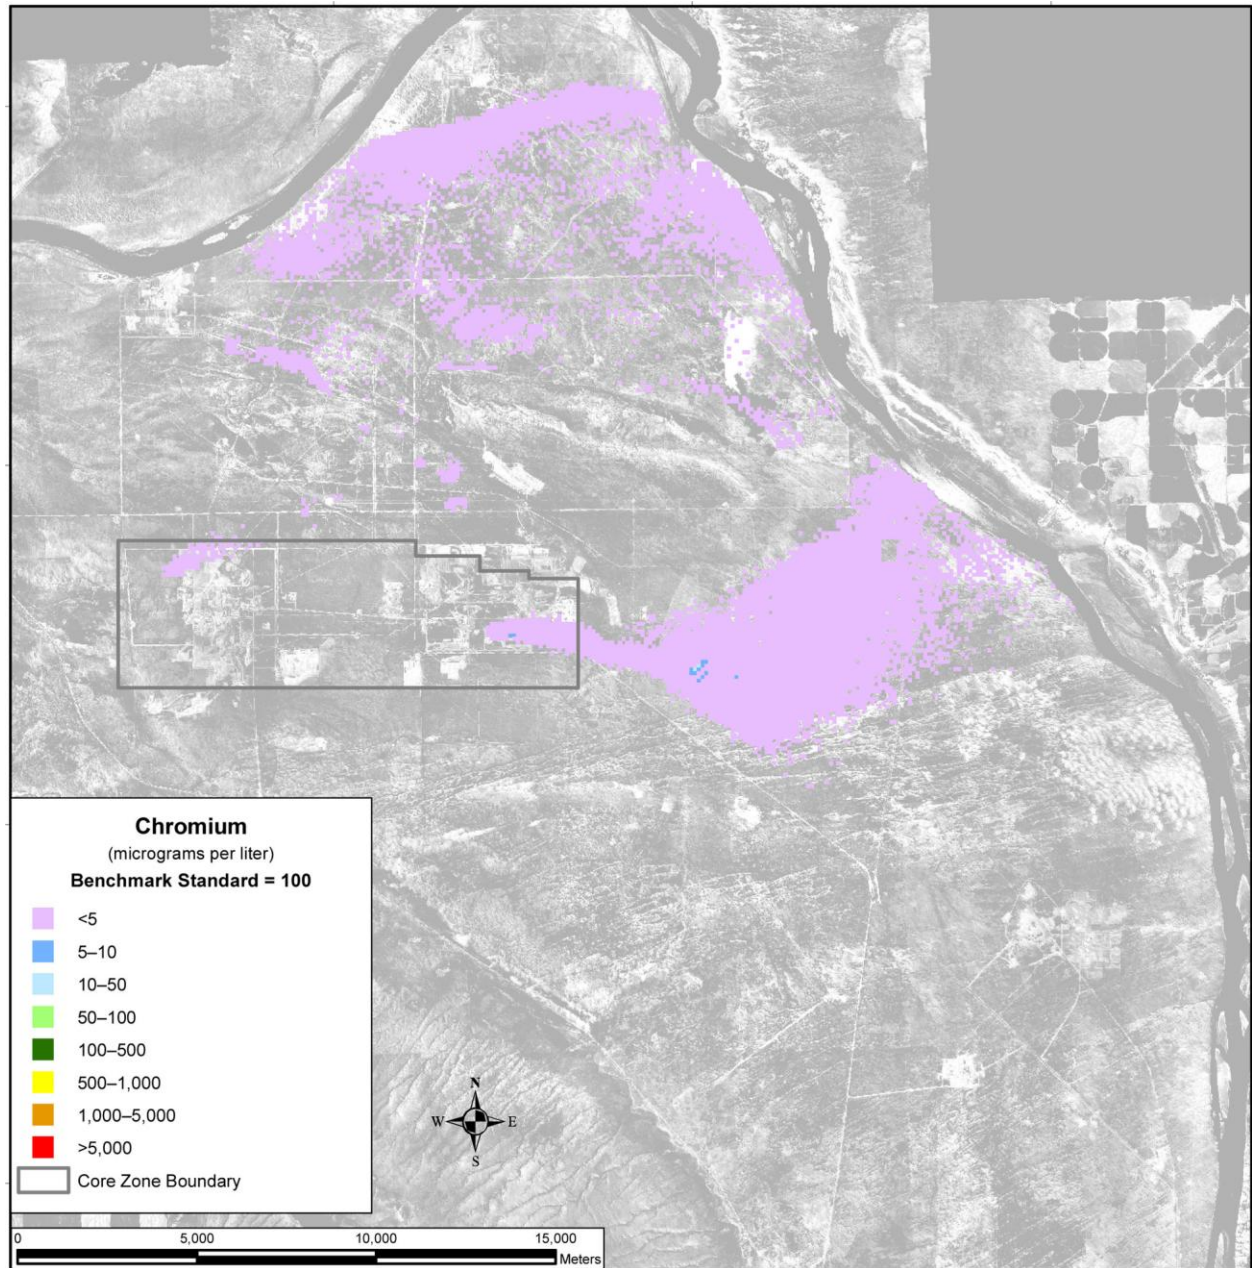 Chromium
(micrograms per liter)
Benchmark Standard = 100
<5
5–10
10–50
50–100
100–500
500–1,000
1,000–5,000
>5,000
Core Zone Boundary
N
W E
S
0 5,000 10,000 15,000
Meters